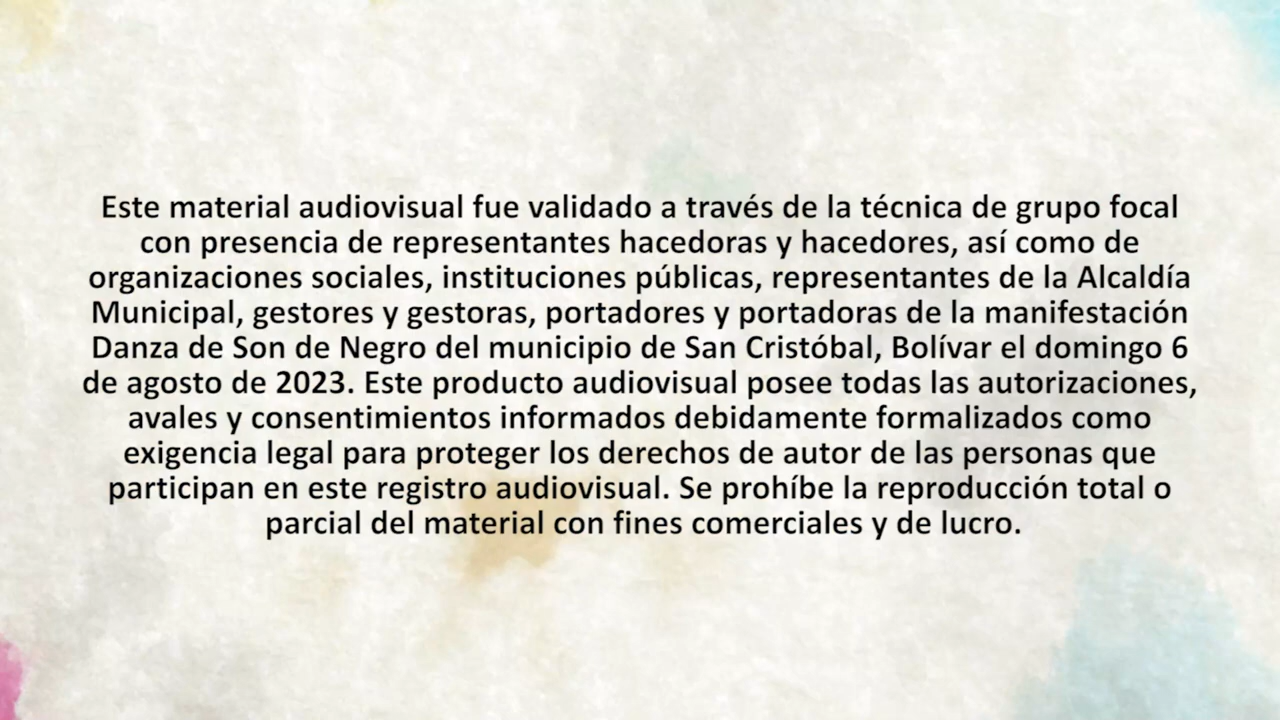 Este material audiovisual fue validado a través de la técnica de grupo focal
con presencia de representantes hacedoras y hacedores, así como de
organizaciones sociales, instituciones públicas, representantes de la Alcaldía
Municipal, gestores y gestoras, portadores y portadoras de la manifestación
Danza de Son de Negro del municipio de San Cristóbal, Bolívar el domingo 6
de agosto de 2023. Este producto audiovisual posee todas las autorizaciones,
avales y consentimientos informados debidamente formalizados como
exigencia legal para proteger los derechos de autor de las personas que
participan en este registro audiovisual. Se prohíbe la reproducción total o
parcial del material con fines comerciales y de lucro.